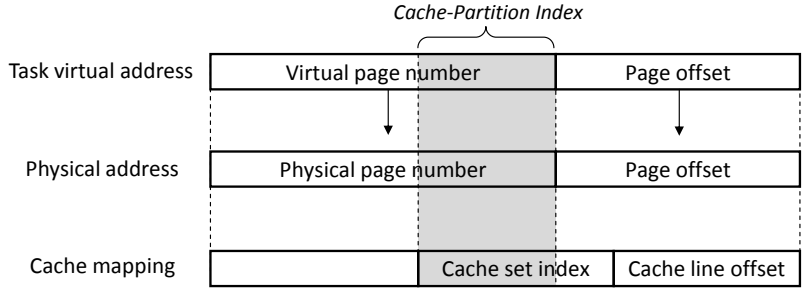 Cache-Partition Index
Task virtual address Virtual page number Page offset
Physical address Physical page number Page offset
Cache mapping Cache set index Cache line offset